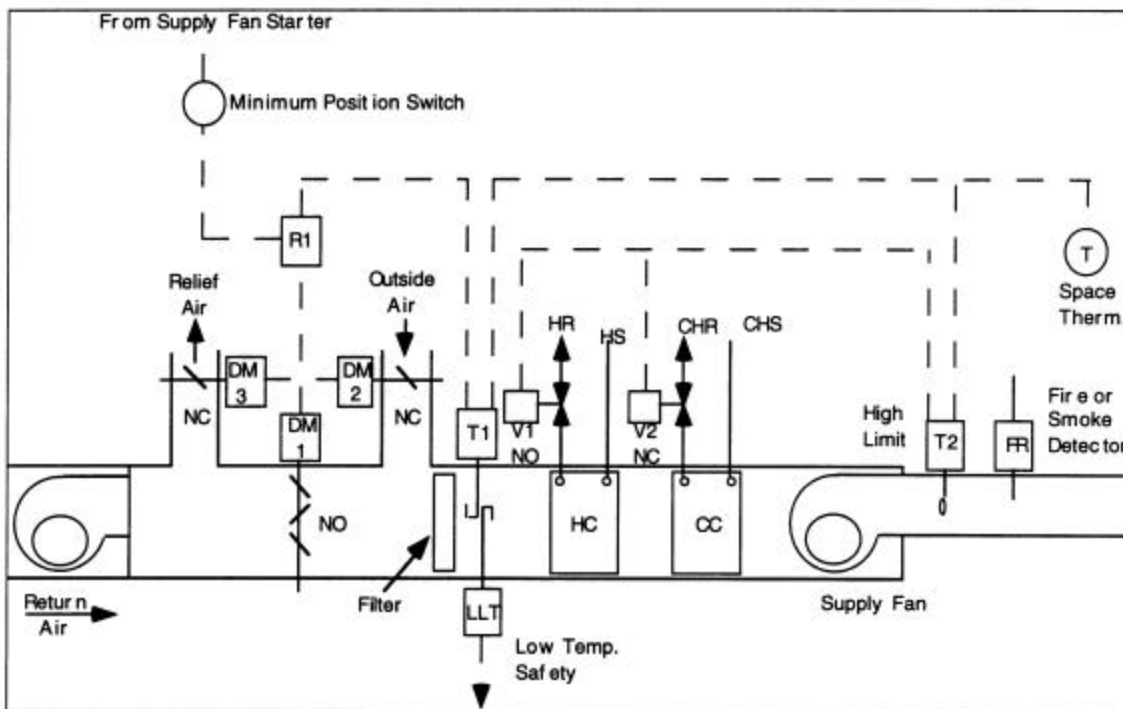 From Supply Fan Starter
Minimum Position Switch
R1
Relief
Air
Outside
Air
T
Space
Therm.
HR
HS
CHR
CHS
DM
3
DM
2
NC
NC
DM
1
T1
V1
NO
V2
NC
High
Limit
T2
FR
Fire or
Smoke
Detector
NO
HC
CC
Return
Air
Filter
LLT
Supply Fan
Low Temp.
Safety